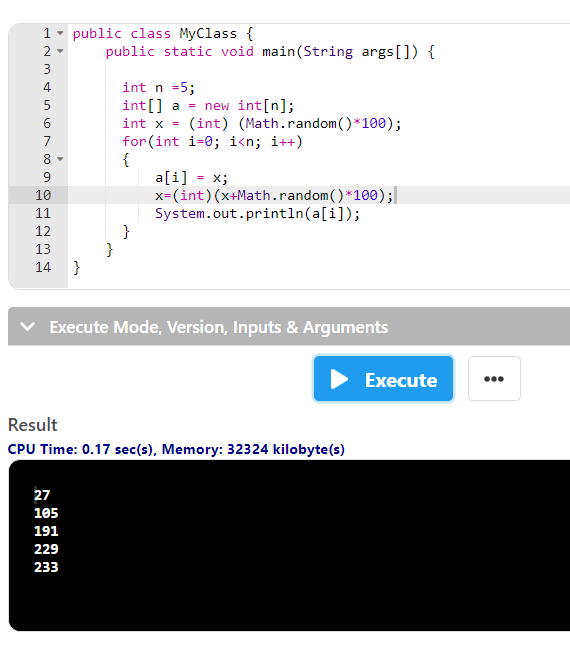 1 public class MyClass {
2 public static void main(String args[]) {
3
4 int n =5;
5 int[] a = new int[n];
6 int x = (int) (Math.random()*100);
7 for(int i=0; i<n; i++)
8 {
9 a[i] = x;
10 x=(int)(x+Math.random()*100);
11 System.out.println(a[i]);
12 }
13 }
14 }
Execute Mode, Version, Inputs & Arguments
Execute
Result
CPU Time: 0.17 sec(s), Memory: 32324 kilobyte(s)
27
105
191
229
233